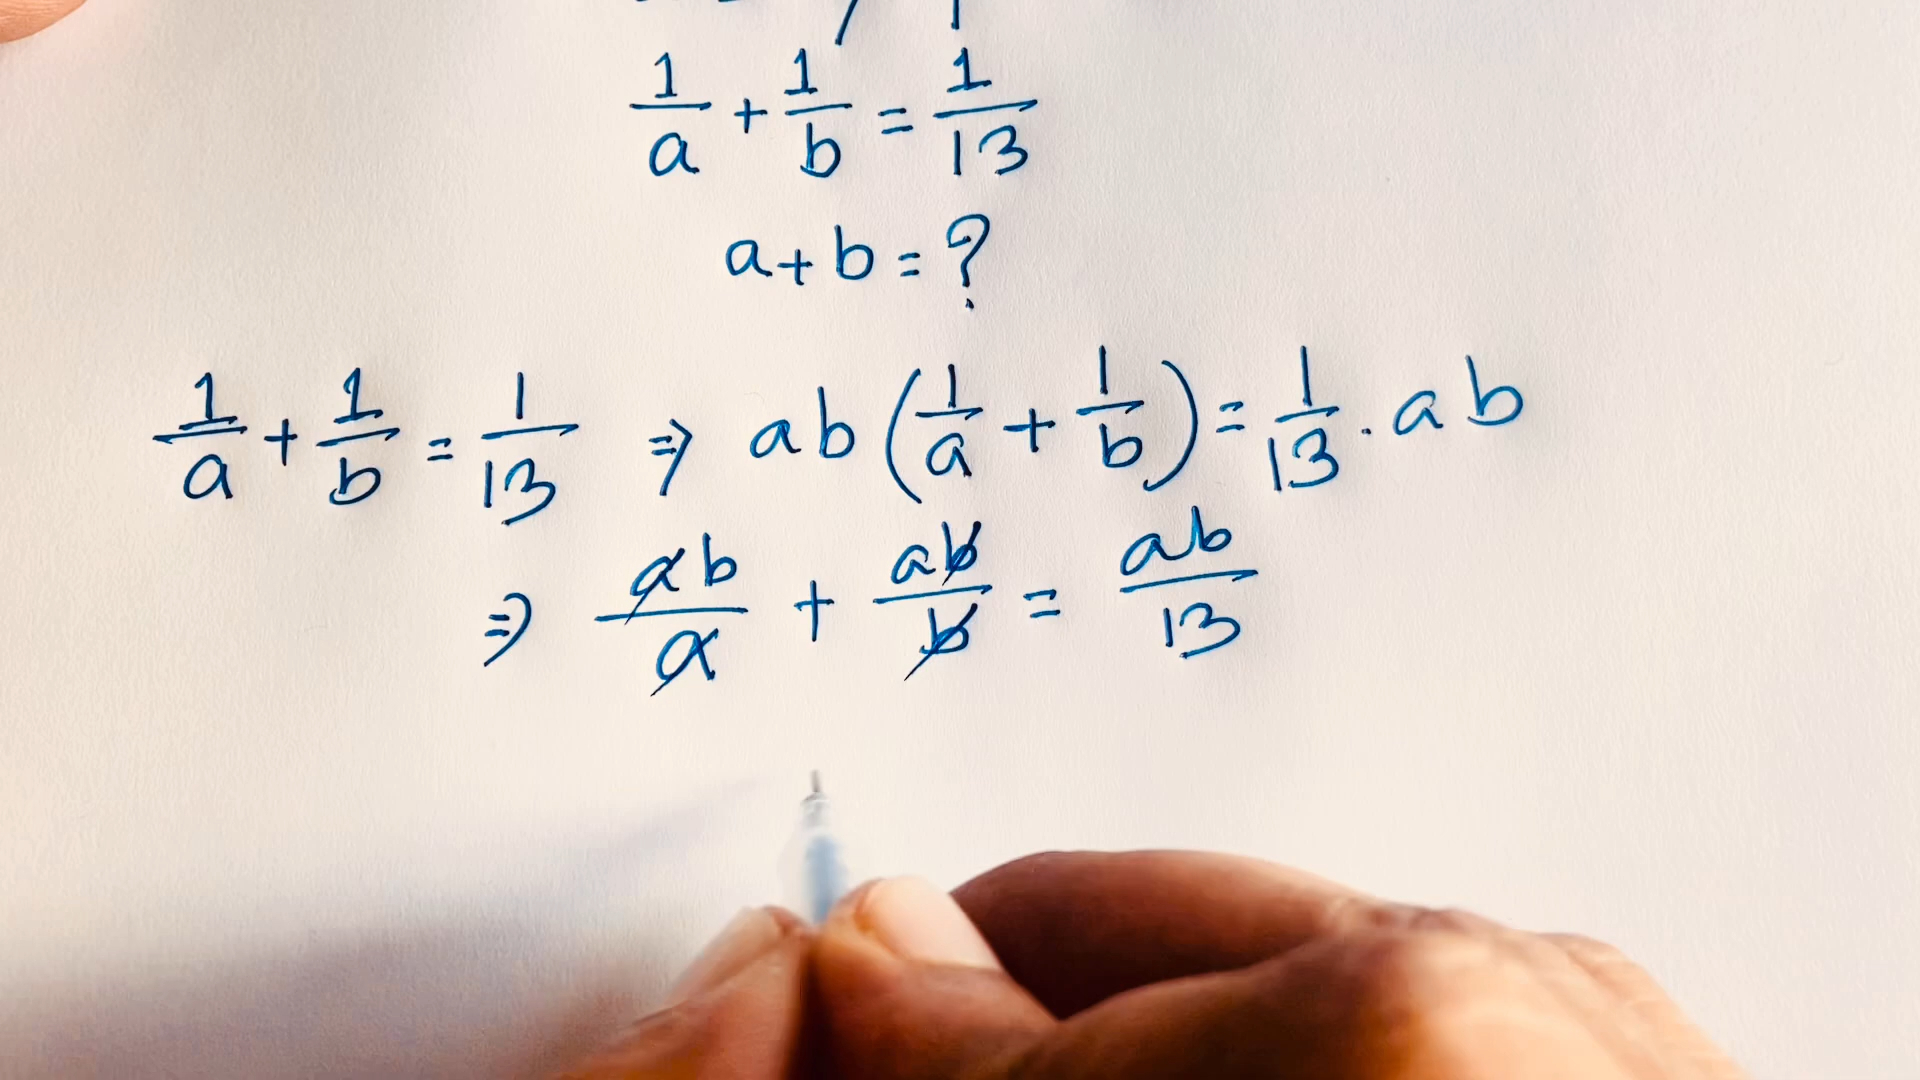 1/a + 1/b = 1/13
a+b = ?
1/a + 1/b = 1/13 ⇒ ab(1/a + 1/b) = 1/13 . ab
⇒ ab/a + ab/b = ab/13